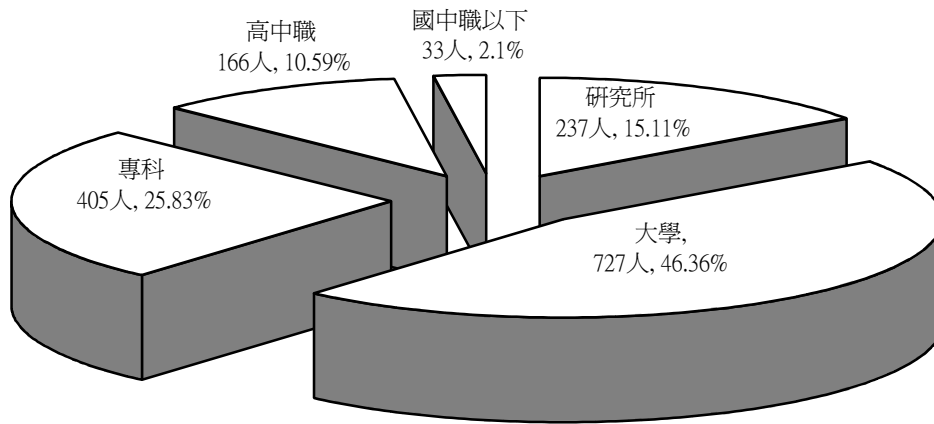 國中職以下
33人, 2.1%
高中職
166人, 10.59%
研究所
237人, 15.11%
專科
405人, 25.83%
大學,
727人, 46.36%